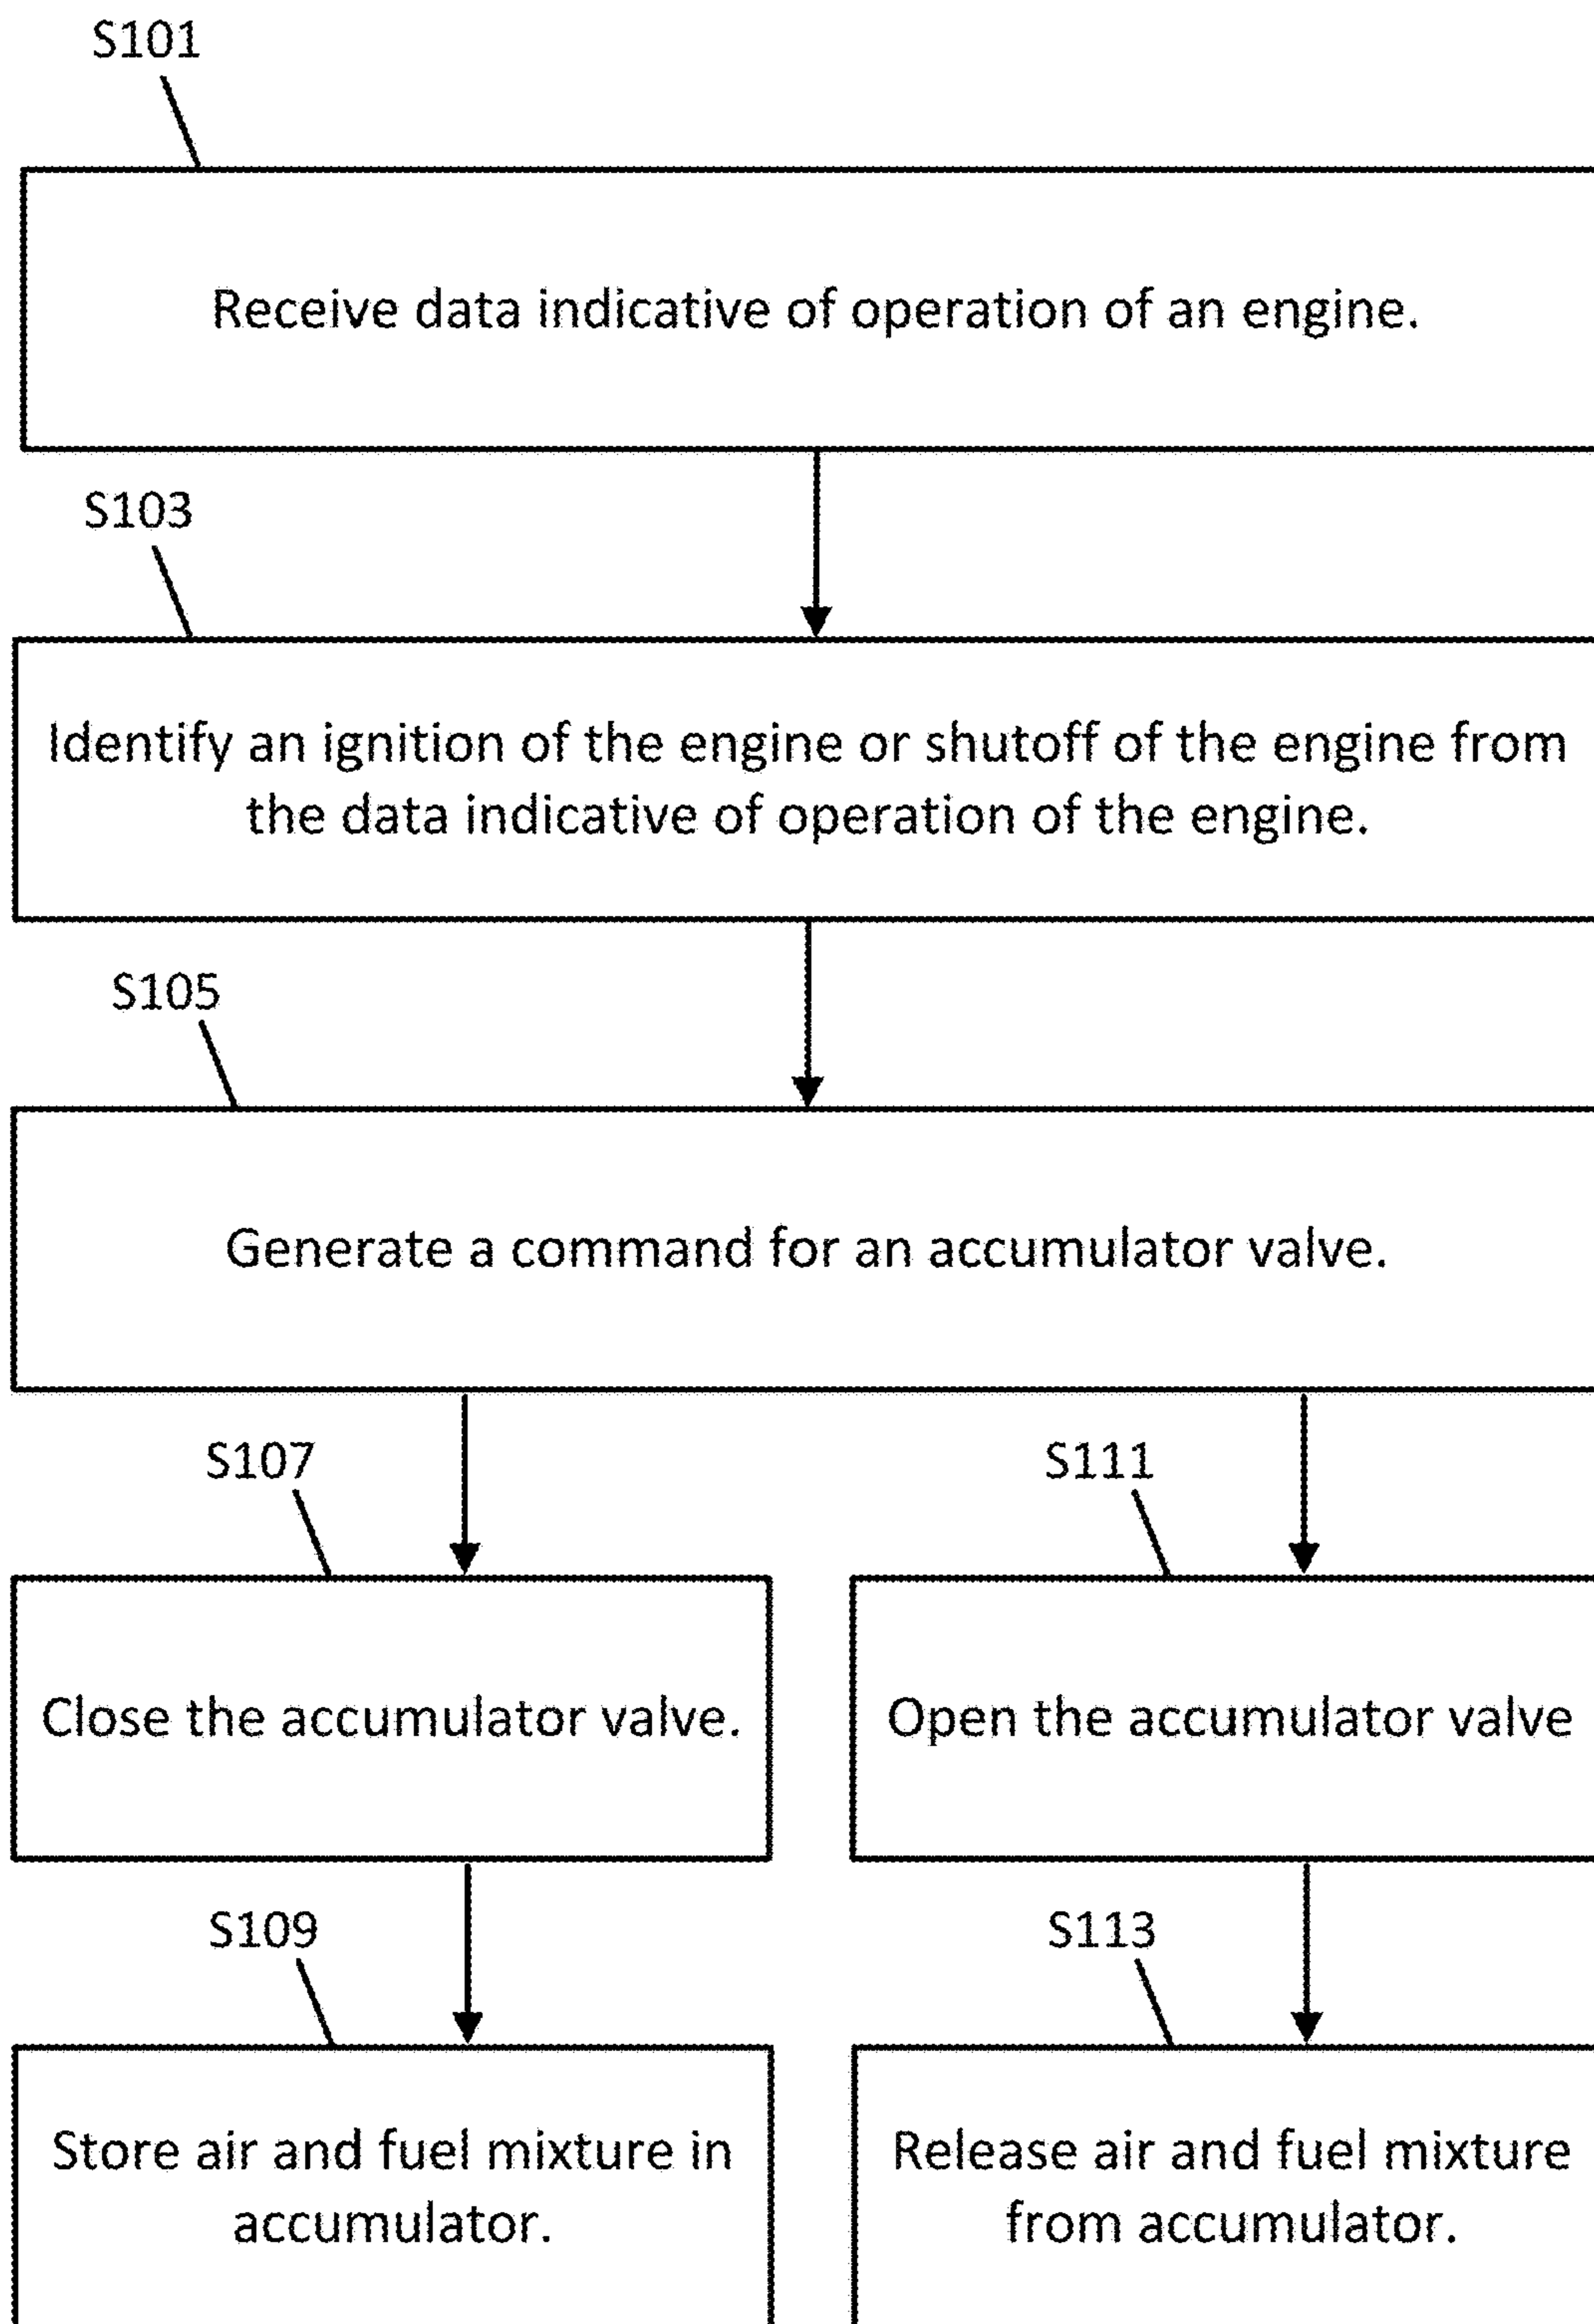 S101
Receive data indicative of operation of an engine.
S103
Identify an ignition of the engine or shutoff of the engine from
the data indicative of operation of the engine.
S105
Generate a command for an accumulator valve.
S107
S111
Close the accumulator valve.
Open the accumulator valve
S109
S113
Store air and fuel mixture in
accumulator.
Release air and fuel mixture
from accumulator.